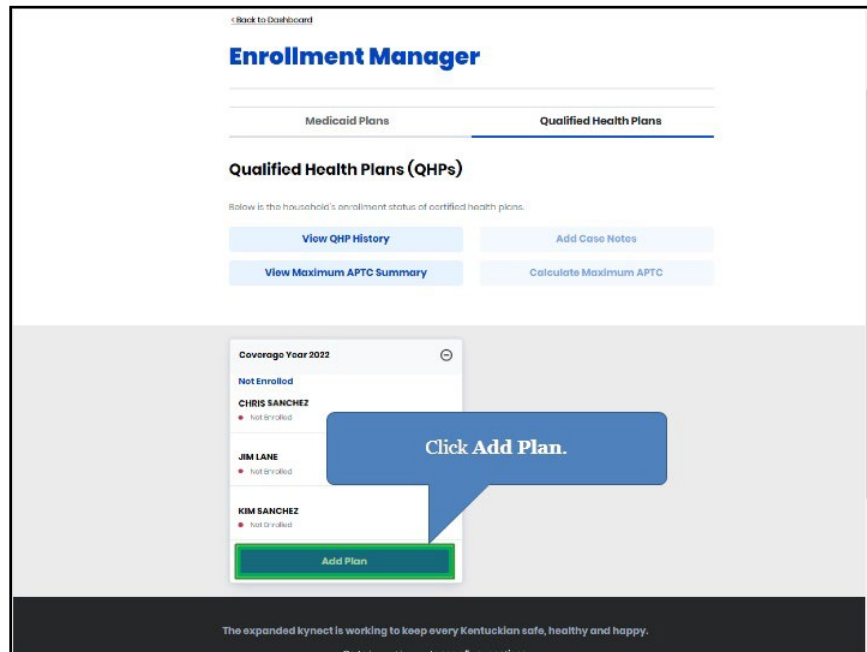 <Back to Dashboard
Enrollment Manager
Medicaid Plans
Qualified Health Plans
Qualified Health Plans (QHPs)
Below is the household's enrollment status of certified health plans.
View QHP History
Add Case Notes
View Maximum APTC Summary
Calculate Maximum APTC
Coverage Year 2022
Not Enrolled
CHRIS SANCHEZ
Not Enrolled
Click Add Plan.
JIM LANE
Not Enrolled
KIM SANCHEZ
Not Enrolled
Add Plan
The expanded kynect is working to keep every Kentuckian safe, healthy and happy.